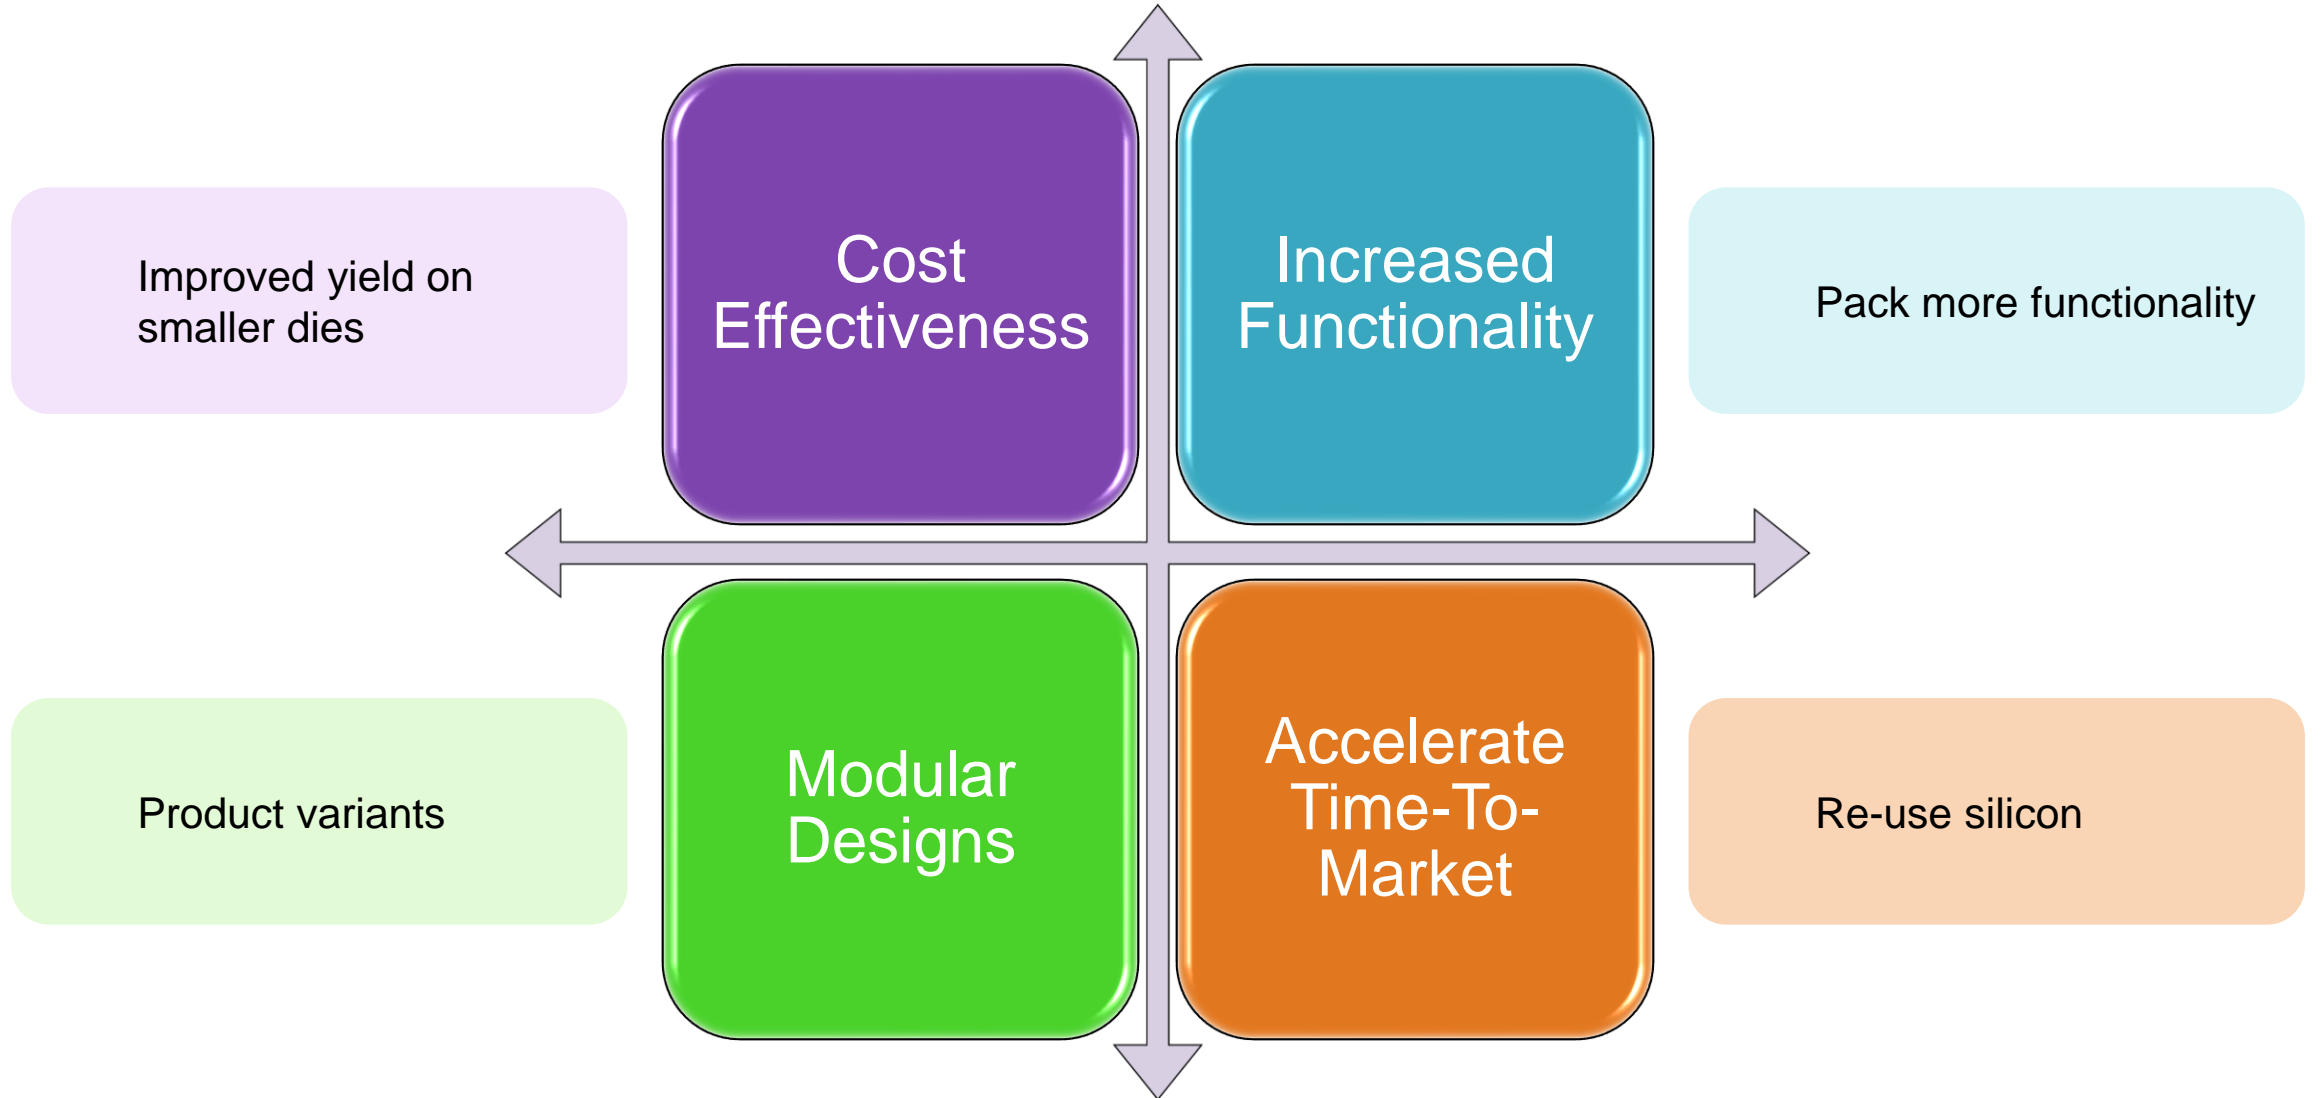 Improved yield on
smaller dies
Cost
Effectiveness
Increased
Functionality
Pack more functionality
Product variants
Modular
Designs
Accelerate
Time-To-
Market
Re-use silicon